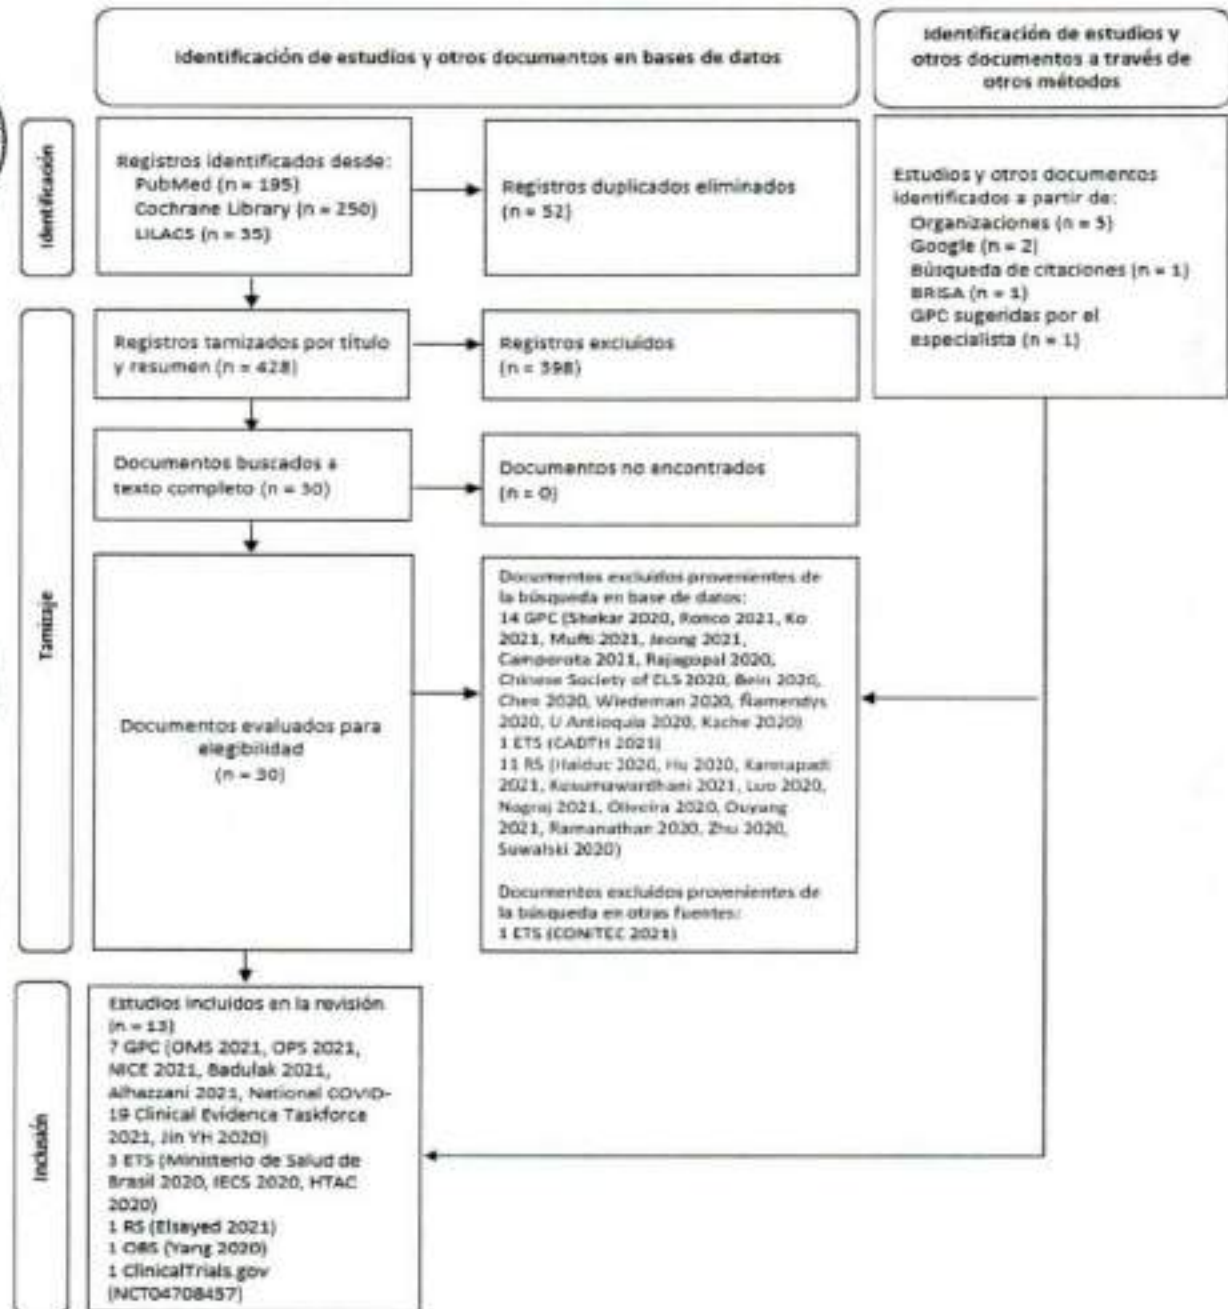 Identificación de estudios y otros documentos en bases de datos
Identificación de estudios y
otros documentos a través de
otros métodos
Identificación
Registros identificados desde:
PubMed (n = 195)
Cochrane Library (n = 250)
LILACS (n = 35)
Registros duplicados eliminados
(n = 52)
Estudios y otros documentos
identificados a partir de:
Organizaciones (n = 5)
Google (n = 2)
Búsqueda de citaciones (n = 1)
BRISA (n = 1)
GPC sugeridas por el
especialista (n = 1)
Tamizaje
Registros tamizados por título
y resumen (n = 428)
Registros excluidos
(n = 398)
Documentos buscados a
texto completo (n = 30)
Documentos no encontrados
(n = 0)
Documentos evaluados para
elegibilidad
(n = 30)
Documentos excluidos provenientes de
la búsqueda en base de datos:
14 GPC (Shekar 2020, Ronco 2021, Ko
2021, Mufti 2021, Jeong 2021,
Camporota 2021, Rajagopal 2020,
Chinese Society of ELS 2020, Bein 2020,
Chen 2020, Wiedeman 2020, Ñamendys
2020, U Antioquia 2020, Kache 2020)
1 ETS (CADTH 2021)
11 RS (Haiduc 2020, Hu 2020, Kannapadi
2021, Kusumawardhani 2021, Luo 2020,
Nagraj 2021, Oliveira 2020, Ouyang
2021, Ramanathan 2020, Zhu 2020,
Suwalski 2020)
Documentos excluidos provenientes de
la búsqueda en otras fuentes:
1 ETS (CONITEC 2021)
Inclusión
Estudios incluidos en la revisión
(n = 13)
7 GPC (OMS 2021, OPS 2021,
NICE 2021, Badulak 2021,
Alhazzani 2021, National COVID-
19 Clinical Evidence Taskforce
2021, Jin YH 2020)
3 ETS (Ministerio de Salud de
Brasil 2020, IECS 2020, HTAC
2020)
1 RS (Elsayed 2021)
1 OBS (Yang 2020)
1 ClinicalTrials.gov
(NCT04708457)